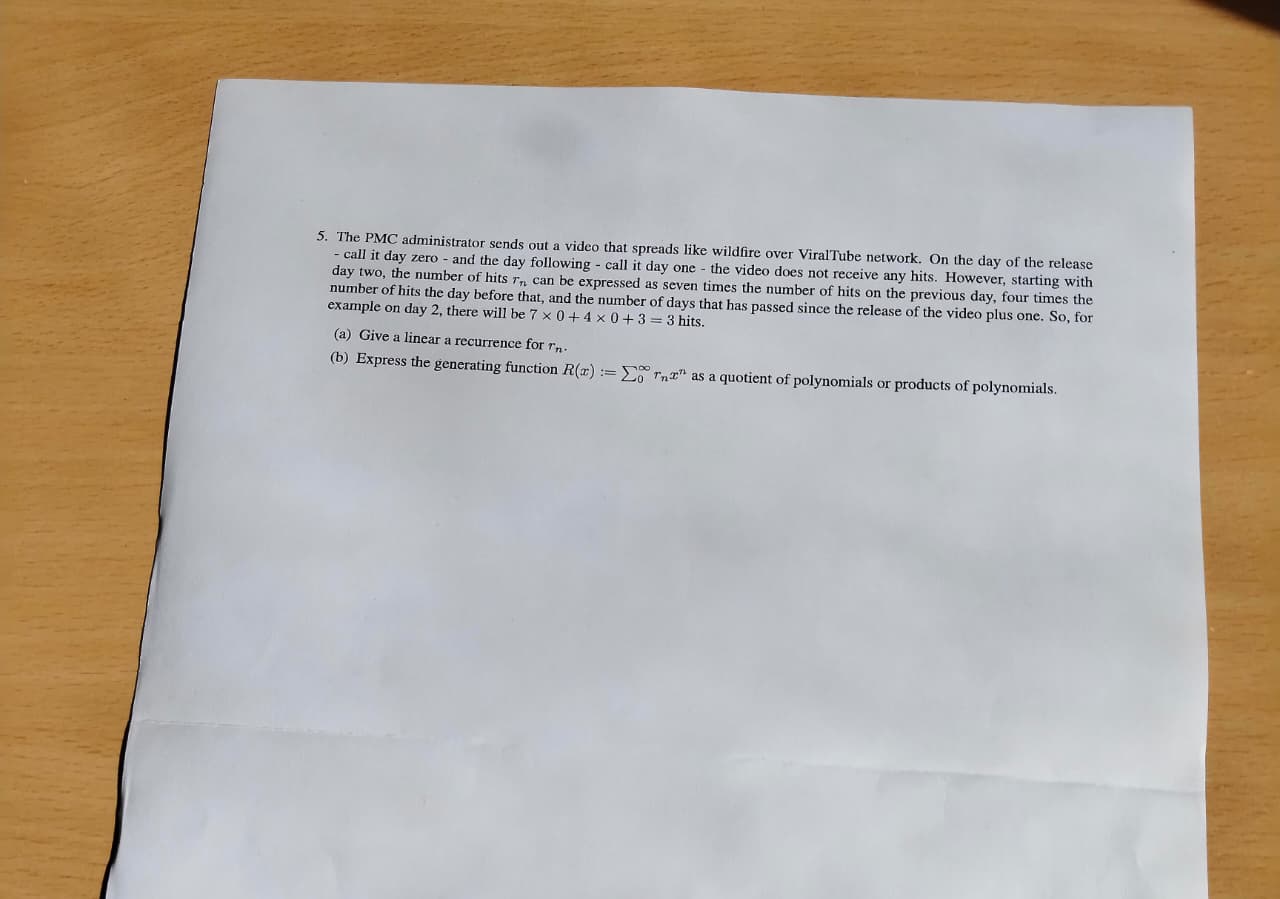 5. The PMC administrator sends out a video that spreads like wildfire over ViralTube network. On the day of the release
- call it day zero - and the day following - call it day one - the video does not receive any hits. However, starting with
day two, the number of hits rₙ can be expressed as seven times the number of hits on the previous day, four times the
number of hits the day before that, and the number of days that has passed since the release of the video plus one. So, for
example on day 2, there will be 7 × 0 + 4 × 0 + 3 = 3 hits.
(a) Give a linear a recurrence for rₙ.
(b) Express the generating function R(x) := ∑₀^∞ rₙxⁿ as a quotient of polynomials or products of polynomials.